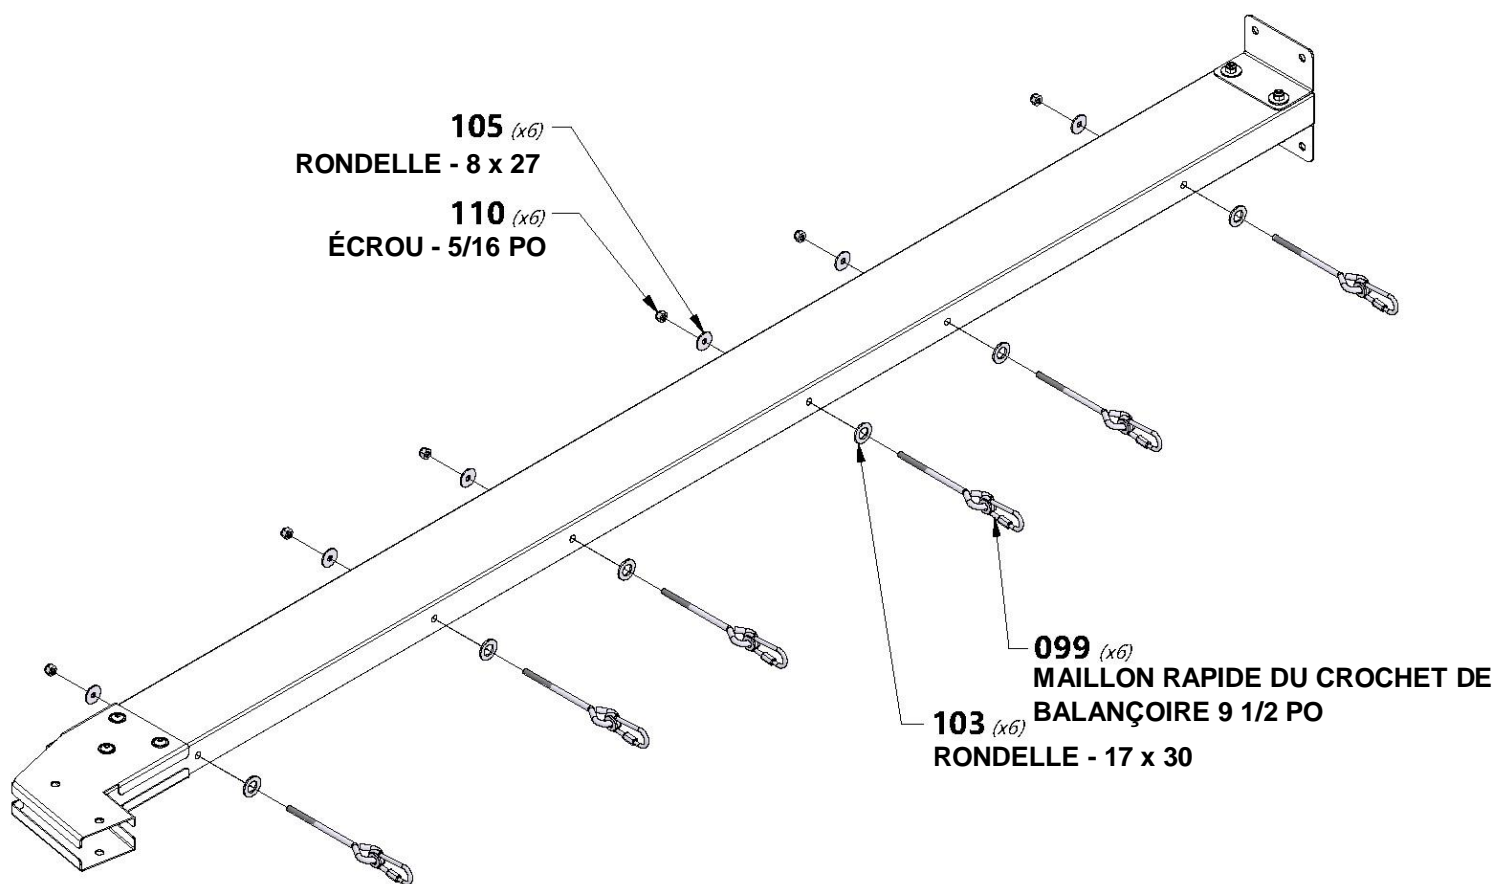 105 (x6)
RONDELLE - 8 x 27
110 (x6)
ÉCROU - 5/16 PO
099 (x6)
MAILLON RAPIDE DU CROCHET DE
BALANÇOIRE 9 1/2 PO
103 (x6)
RONDELLE - 17 x 30